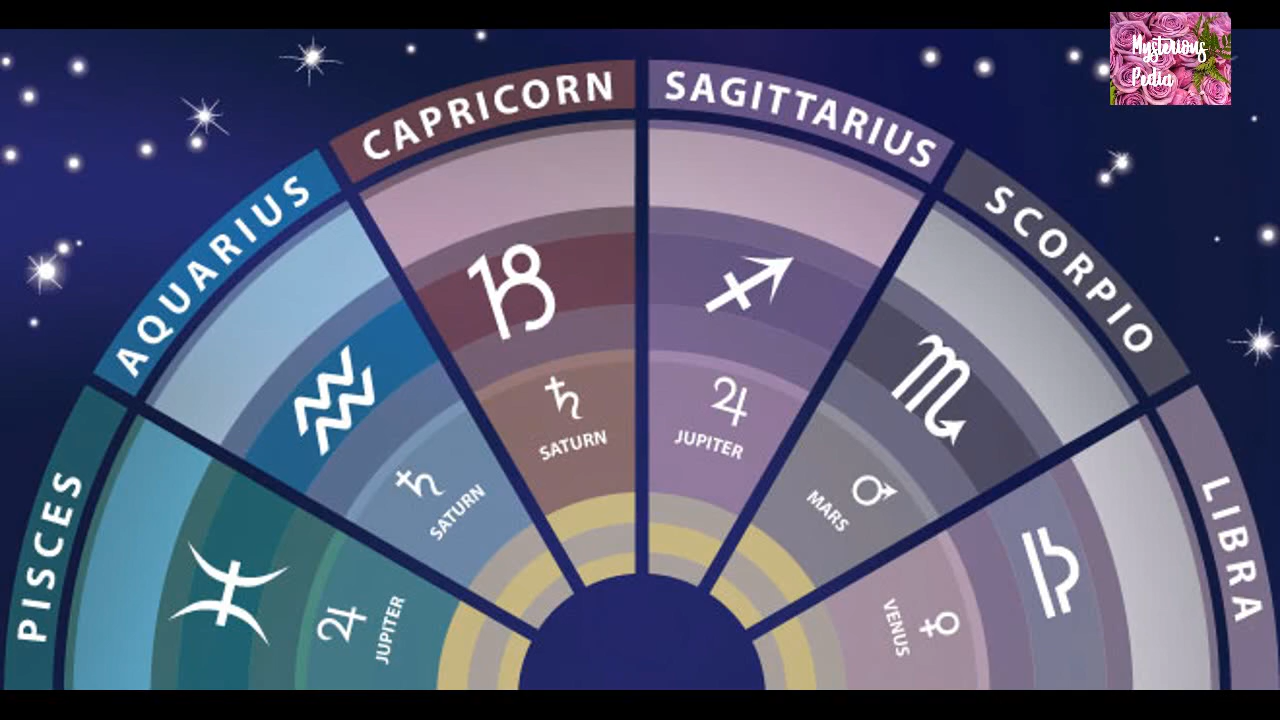 Mysterious
Pedia
PISCES
AQUARIUS
CAPRICORN
SAGITTARIUS
SCORPIO
LIBRA
♓
♒
♑
♐
♏
♎
♃
JUPITER
♄
SATURN
♄
SATURN
♃
JUPITER
♂
MARS
♀
VENUS